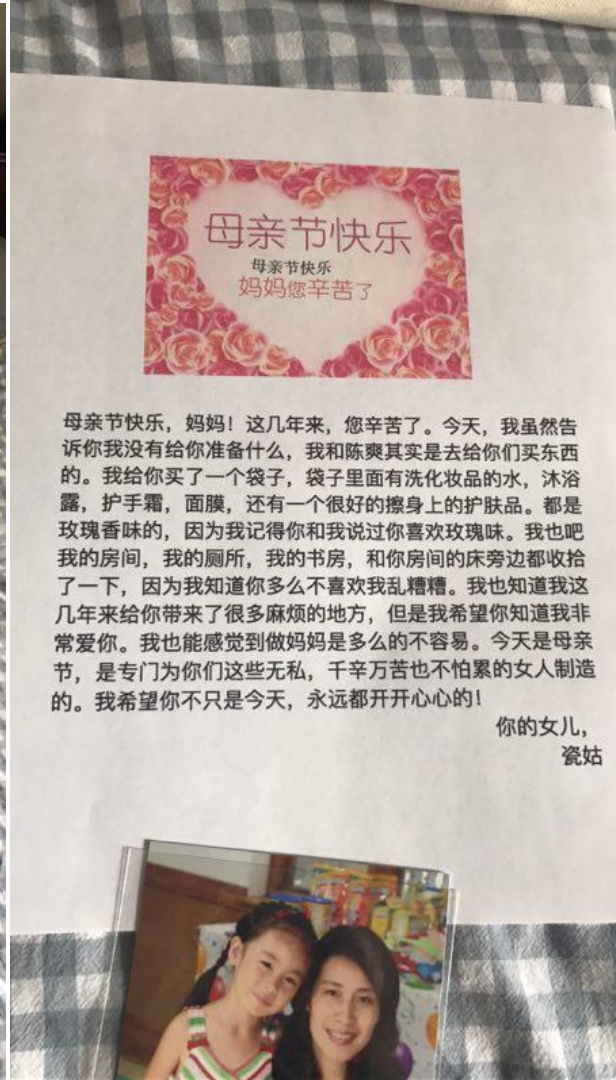 母亲节快乐
母亲节快乐
妈妈您辛苦了
母亲节快乐，妈妈！这几年来，您辛苦了。今天，我虽然告
诉你我没有给你准备什么，我和陈爽其实是去给你们买东西
的。我给你买了一个袋子，袋子里面有洗化妆品的水，沐浴
露，护手霜，面膜，还有一个很好的擦身上的护肤品。都是
玫瑰香味的，因为我记得你和我说过你喜欢玫瑰味。我也吧
我的房间，我的厕所，我的书房，和你房间的床旁边都收拾
了一下，因为我知道你多么不喜欢我乱糟糟。我也知道我这
几年来给你带来了很多麻烦的地方，但是我希望你知道我非
常爱你。我也能感觉到做妈妈是多么的不容易。今天是母亲
节，是专门为你们这些无私，千辛万苦也不怕累的女人制造
的。我希望你不只是今天，永远都开开心心的！
你的女儿，
瓷姑